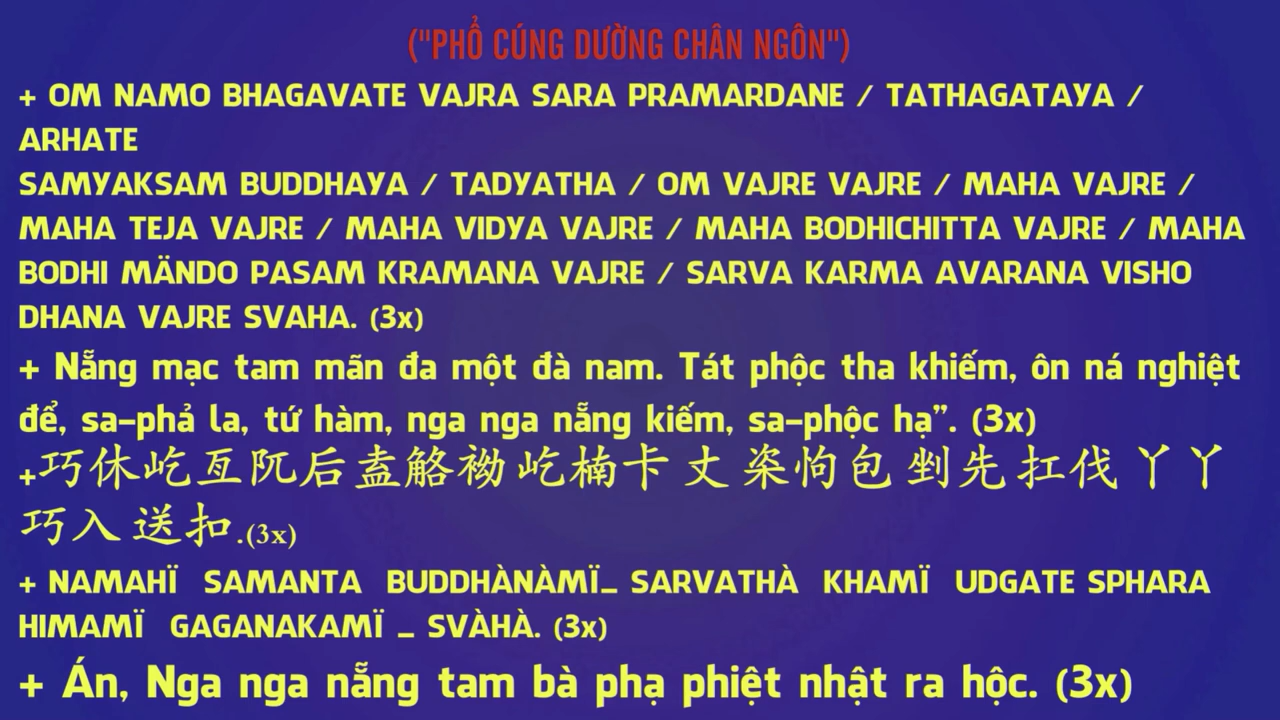 ("PHỔ CÚNG DƯỜNG CHÂN NGÔN")
+ OM NAMO BHAGAVATE VAJRA SARA PRAMARDANE / TATHAGATAYA /
ARHATE
SAMYAKSAM BUDDHAYA / TADYATHA / OM VAJRE VAJRE / MAHA VAJRE /
MAHA TEJA VAJRE / MAHA VIDYA VAJRE / MAHA BODHICHITTA VAJRE / MAHA
BODHI MÄNDO PASAM KRAMANA VAJRE / SARVA KARMA AVARANA VISHO
DHANA VAJRE SVAHA. (3x)
+ Nẵng mạc tam mãn đa một đà nam. Tát phộc tha khiếm, ôn ná nghiệt
để, sa-phả la, tứ hàm, nga nga nẵng kiếm, sa-phộc hạ”. (3x)
+巧休屹亙阢后盍觡袎屹楠卡丈栥怐包剉先扛伐丫丫
巧入送扣.(3x)
+ NAMAHÏ SAMANTA BUDDHÀNÀMÏ_ SARVATHÀ KHAMÏ UDGATE SPHARA
HIMAMÏ GAGANAKAMÏ _ SVÀHÀ. (3x)
+ Án, Nga nga nẵng tam bà phạ phiệt nhật ra hộc. (3x)